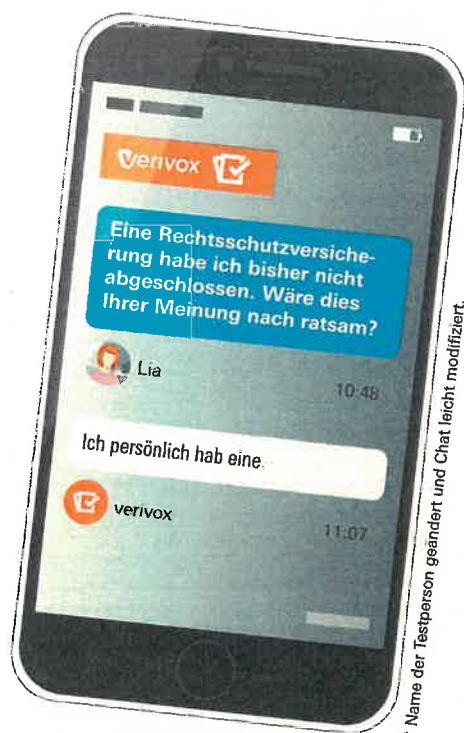 verivox
Eine Rechtsschutzversiche-
rung habe ich bisher nicht
abgeschlossen. Wäre dies
Ihrer Meinung nach ratsam?
Lia
10:48
Ich persönlich hab eine.
verivox
11:07
* Name der Testperson geändert und Chat leicht modifiziert.